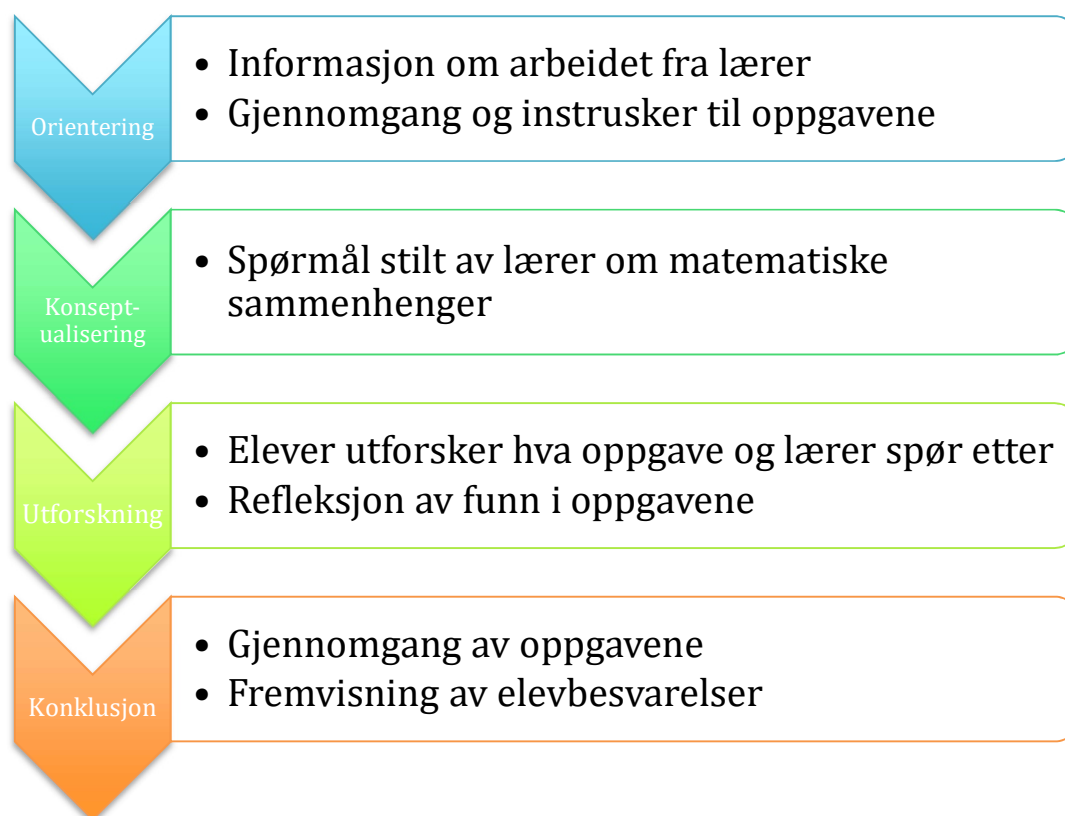 Orientering
• Informasjon om arbeidet fra lærer
• Gjennomgang og instrusker til oppgavene
Konsept-
ualisering
• Spørmål stilt av lærer om matematiske
sammenhenger
Utforskning
• Elever utforsker hva oppgave og lærer spør etter
• Refleksjon av funn i oppgavene
Konklusjon
• Gjennomgang av oppgavene
• Fremvisning av elevbesvarelser